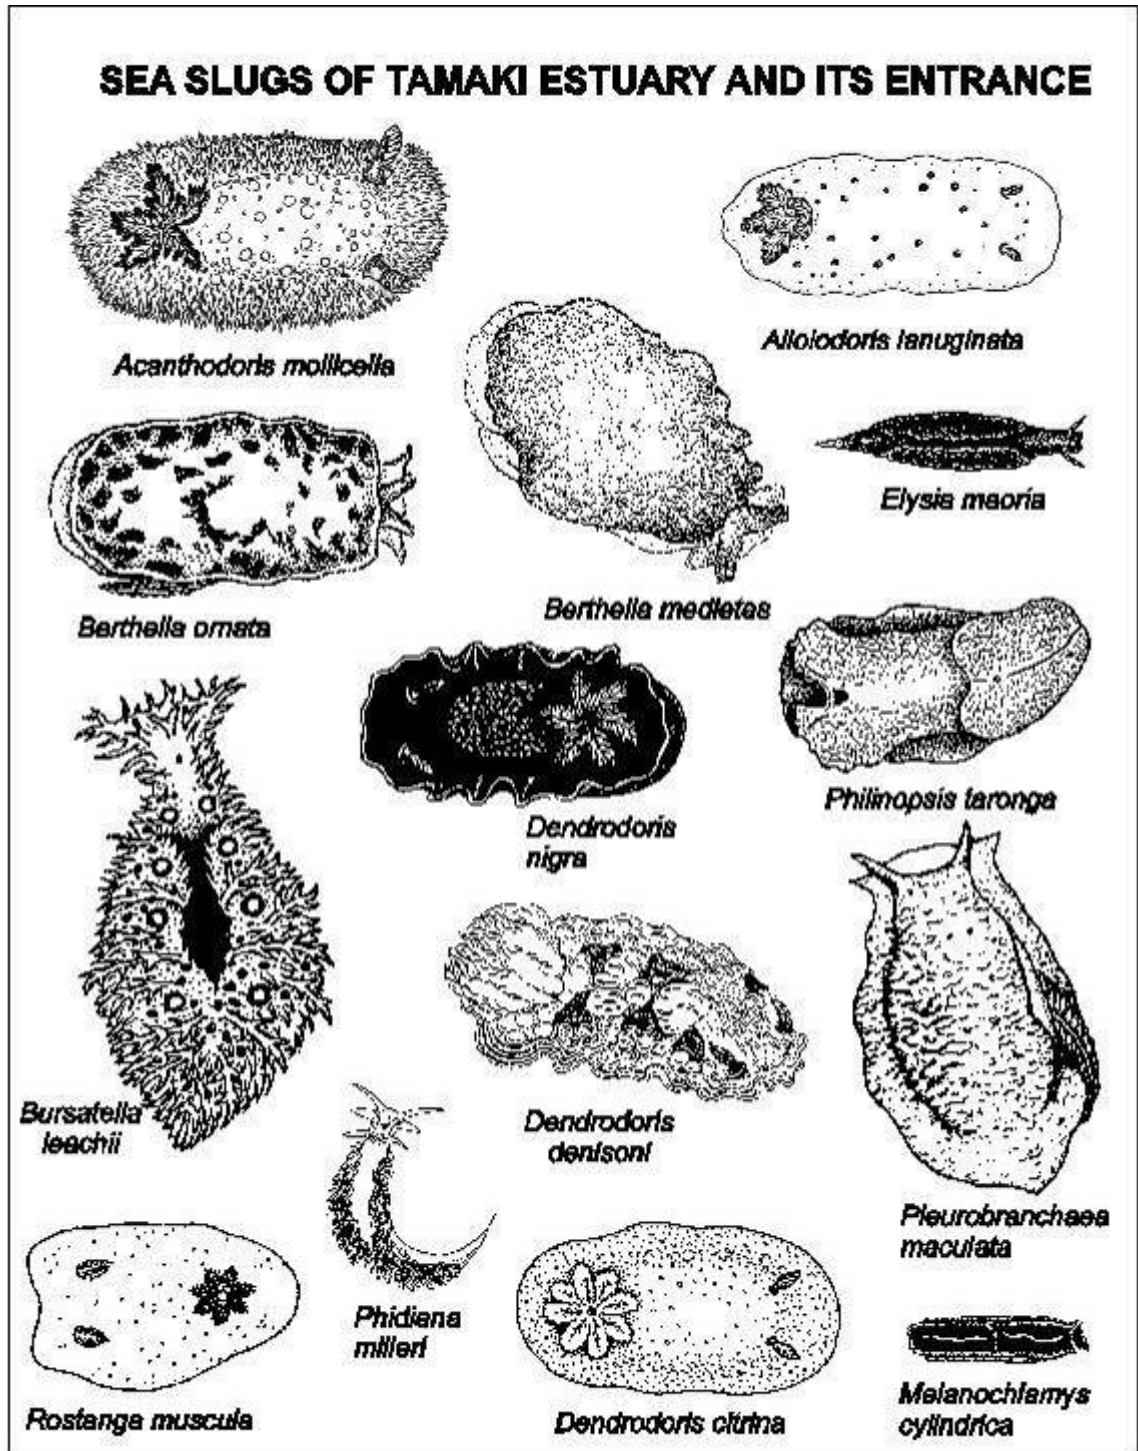 SEA SLUGS OF TAMAKI ESTUARY AND ITS ENTRANCE
Acanthodoris mollicella
Alloiodoris lanuginata
Elysia maoria
Berthella ornata
Berthella medietas
Philinopsis taronga
Dendrodoris
nigra
Bursatella
leachii
Dendrodoris
denisoni
Pleurobranchaea
maculata
Phidiana
milleri
Rostanga muscula
Dendrodoris citrina
Melanochlamys
cylindrica